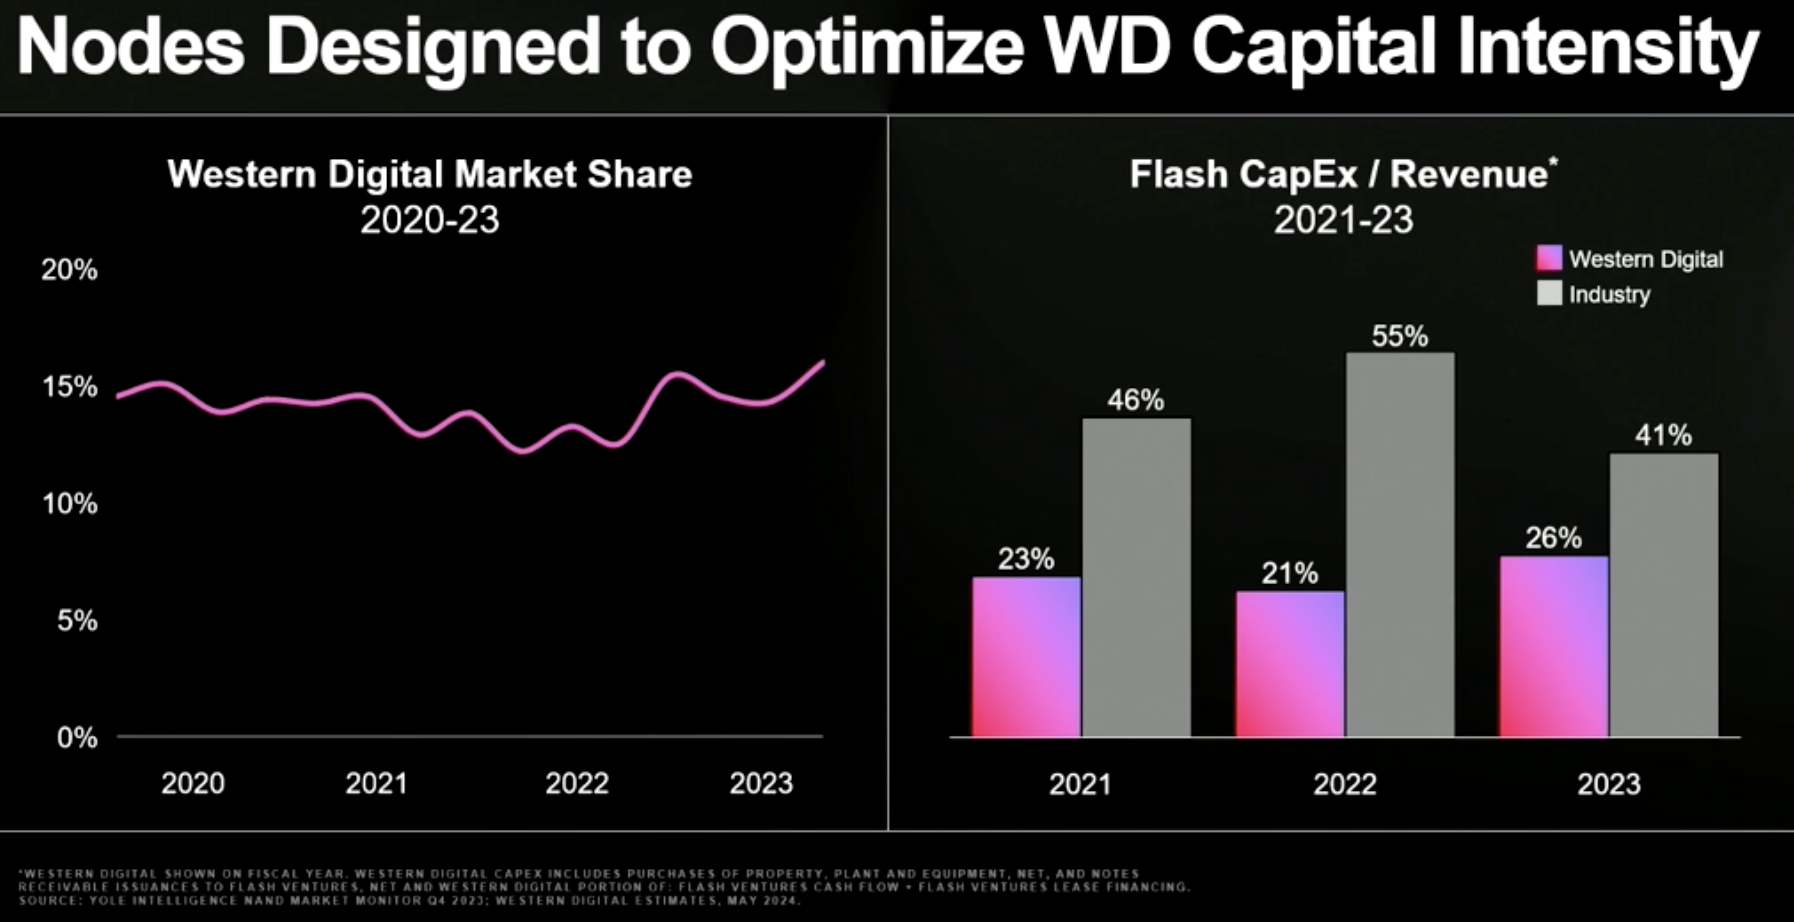 Nodes Designed to Optimize WD Capital Intensity
Western Digital Market Share
2020-23
20%
15%
10%
5%
0%
2020 2021 2022 2023
Flash CapEx / Revenue*
2021-23
Western Digital
Industry
23% 46%
21% 55%
26% 41%
2021 2022 2023
*WESTERN DIGITAL SHOWN ON FISCAL YEAR. WESTERN DIGITAL CAPEX INCLUDES PURCHASES OF PROPERTY, PLANT AND EQUIPMENT, NET, AND NOTES
RECEIVABLE ISSUANCES TO FLASH VENTURES, NET AND WESTERN DIGITAL PORTION OF: FLASH VENTURES CASH FLOW + FLASH VENTURES LEASE FINANCING.
SOURCE: YOLE INTELLIGENCE NAND MARKET MONITOR Q4 2023; WESTERN DIGITAL ESTIMATES, MAY 2024.